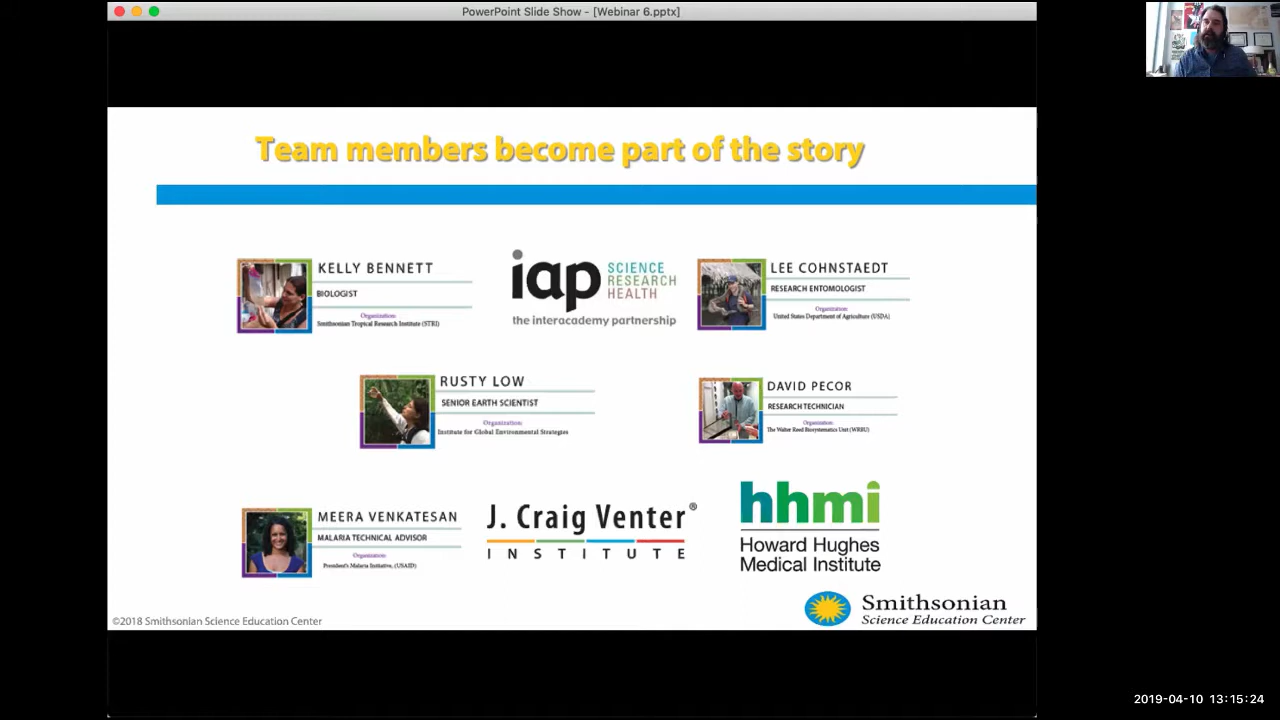 PowerPoint Slide Show - [Webinar 6.pptx]
Team members become part of the story
KELLY BENNETT
BIOLOGIST
Organization:
Smithsonian Tropical Research Institute (STRI)
iap SCIENCE
RESEARCH
HEALTH
the interacademy partnership
LEE COHNSTAEDT
RESEARCH ENTOMOLOGIST
Organization:
United States Department of Agriculture (USDA)
RUSTY LOW
SENIOR EARTH SCIENTIST
Organization:
Institute for Global Environmental Strategies
DAVID PECOR
RESEARCH TECHNICIAN
Organization:
The Walter Reed Biosystematics Unit (WRBU)
MEERA VENKATESAN
MALARIA TECHNICAL ADVISOR
Organization:
President's Malaria Initiative, (USAID)
J. Craig Venter®
INSTITUTE
hhmi
Howard Hughes
Medical Institute
Smithsonian
Science Education Center
©2018 Smithsonian Science Education Center
2019-04-10 13:15:24